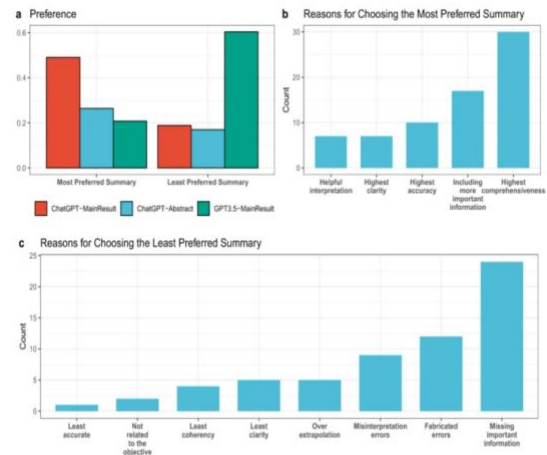 a Preference
0.6
0.4
0.2
0.0
Most Preferred Summary
Least Preferred Summary
ChatGPT-MainResult
ChatGPT-Abstract
GPT3.5-MainResult
b Reasons for Choosing the Most Preferred Summary
Count
30
20
10
0
Helpful
interpretation
Highest
clarity
Highest
accuracy
Including
more
important
information
Highest
comprehensiveness
c Reasons for Choosing the Least Preferred Summary
Count
25
20
15
10
5
0
Least
accurate
Not
related
to the
objective
Least
coherency
Least
clarity
Over
extrapolation
Misinterpretation
errors
Fabricated
errors
Missing
important
information